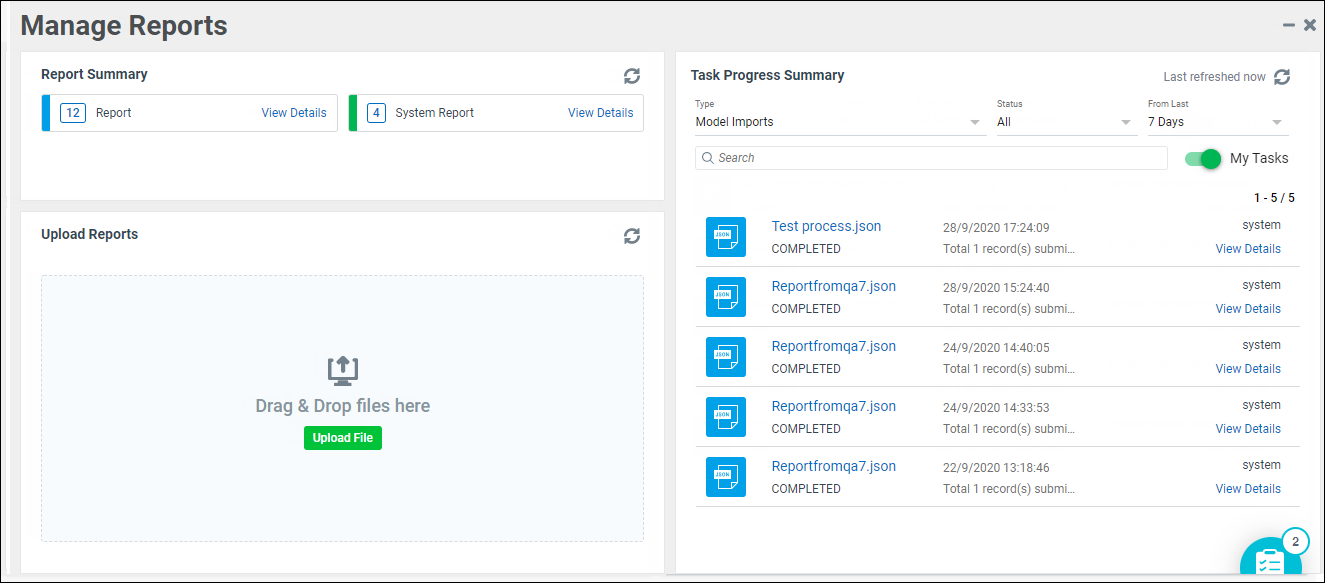 Manage Reports
Report Summary
12 Report View Details
4 System Report View Details
Upload Reports
Drag & Drop files here
Upload File
Task Progress Summary
Last refreshed now
Type Status From Last
Model Imports All 7 Days
Search
My Tasks
1 - 5 / 5
JSON Test process.json 28/9/2020 17:24:09 system
COMPLETED Total 1 record(s) submi... View Details
JSON Reportfromqa7.json 28/9/2020 15:24:40 system
COMPLETED Total 1 record(s) submi... View Details
JSON Reportfromqa7.json 24/9/2020 14:40:05 system
COMPLETED Total 1 record(s) submi... View Details
JSON Reportfromqa7.json 24/9/2020 14:33:53 system
COMPLETED Total 1 record(s) submi... View Details
JSON Reportfromqa7.json 22/9/2020 13:18:46 system
COMPLETED Total 1 record(s) submi... View Details
2